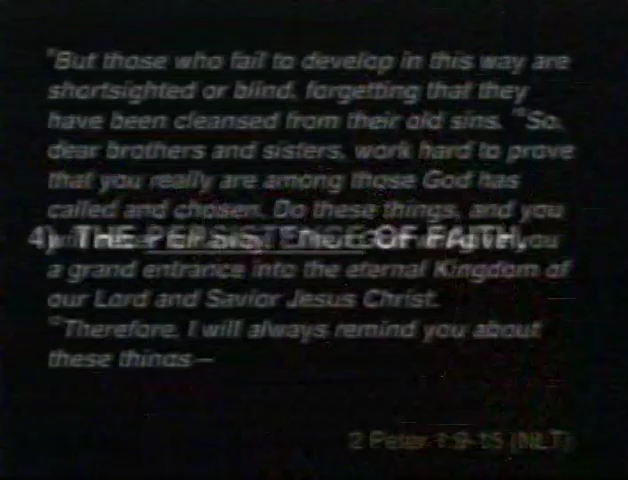 9But those who fail to develop in this way are
shortsighted or blind, forgetting that they
have been cleansed from their old sins. 10So,
dear brothers and sisters, work hard to prove
that you really are among those God has
called and chosen. Do these things, and you
4) THE PERSISTENCE OF FAITH.
a grand entrance into the eternal Kingdom of
our Lord and Savior Jesus Christ.
Therefore, I will always remind you about
these things—
2 Peter 1:9-15 (NLT)